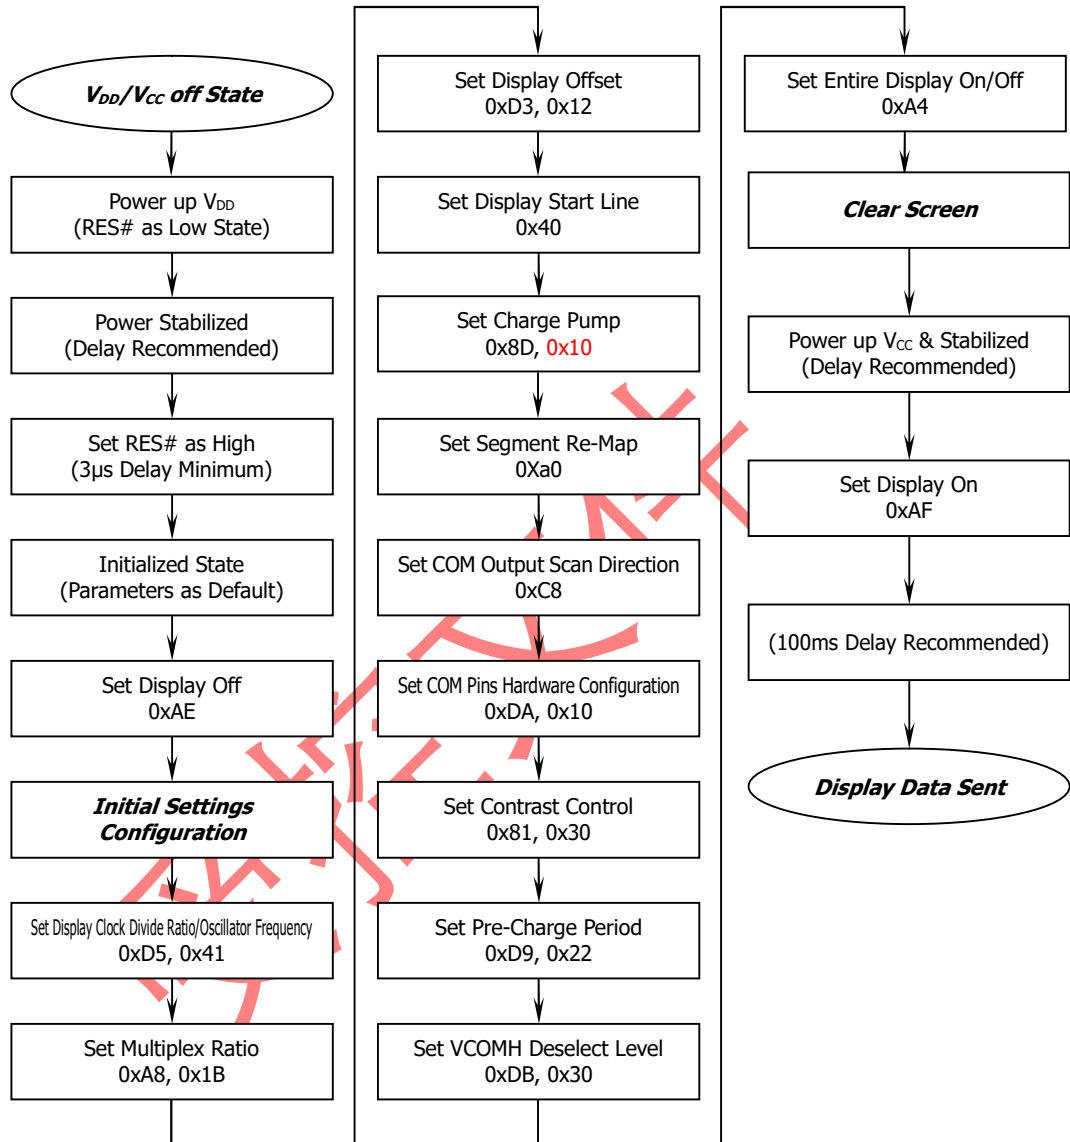 V_DD/V_CC off State
Power up V_DD
(RES# as Low State)
Power Stabilized
(Delay Recommended)
Set RES# as High
(3µs Delay Minimum)
Initialized State
(Parameters as Default)
Set Display Off
0xAE
Initial Settings
Configuration
Set Display Clock Divide Ratio/Oscillator Frequency
0xD5, 0x41
Set Multiplex Ratio
0xA8, 0x1B
Set Display Offset
0xD3, 0x12
Set Display Start Line
0x40
Set Charge Pump
0x8D, 0x10
Set Segment Re-Map
0Xa0
Set COM Output Scan Direction
0xC8
Set COM Pins Hardware Configuration
0xDA, 0x10
Set Contrast Control
0x81, 0x30
Set Pre-Charge Period
0xD9, 0x22
Set VCOMH Deselect Level
0xDB, 0x30
Set Entire Display On/Off
0xA4
Clear Screen
Power up V_CC & Stabilized
(Delay Recommended)
Set Display On
0xAF
(100ms Delay Recommended)
Display Data Sent